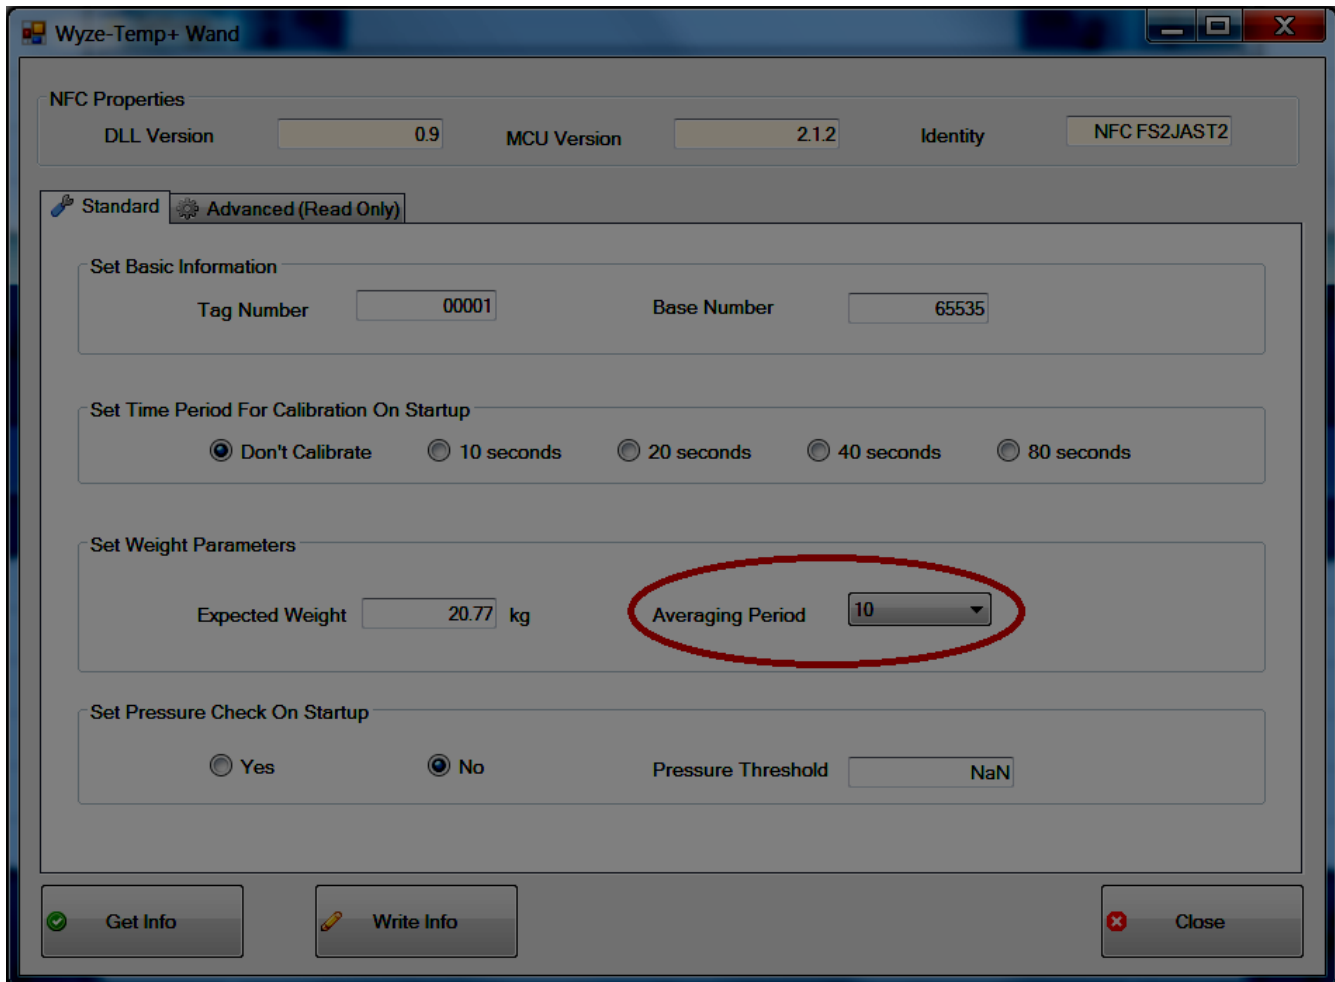 Wyze-Temp+ Wand
NFC Properties
DLL Version 0.9 MCU Version 2.1.2 Identity NFC FS2JAST2
Standard Advanced (Read Only)
Set Basic Information
Tag Number 00001 Base Number 65535
Set Time Period For Calibration On Startup
Don't Calibrate 10 seconds 20 seconds 40 seconds 80 seconds
Set Weight Parameters
Expected Weight 20.77 kg Averaging Period 10
Set Pressure Check On Startup
Yes No Pressure Threshold NaN
Get Info Write Info Close